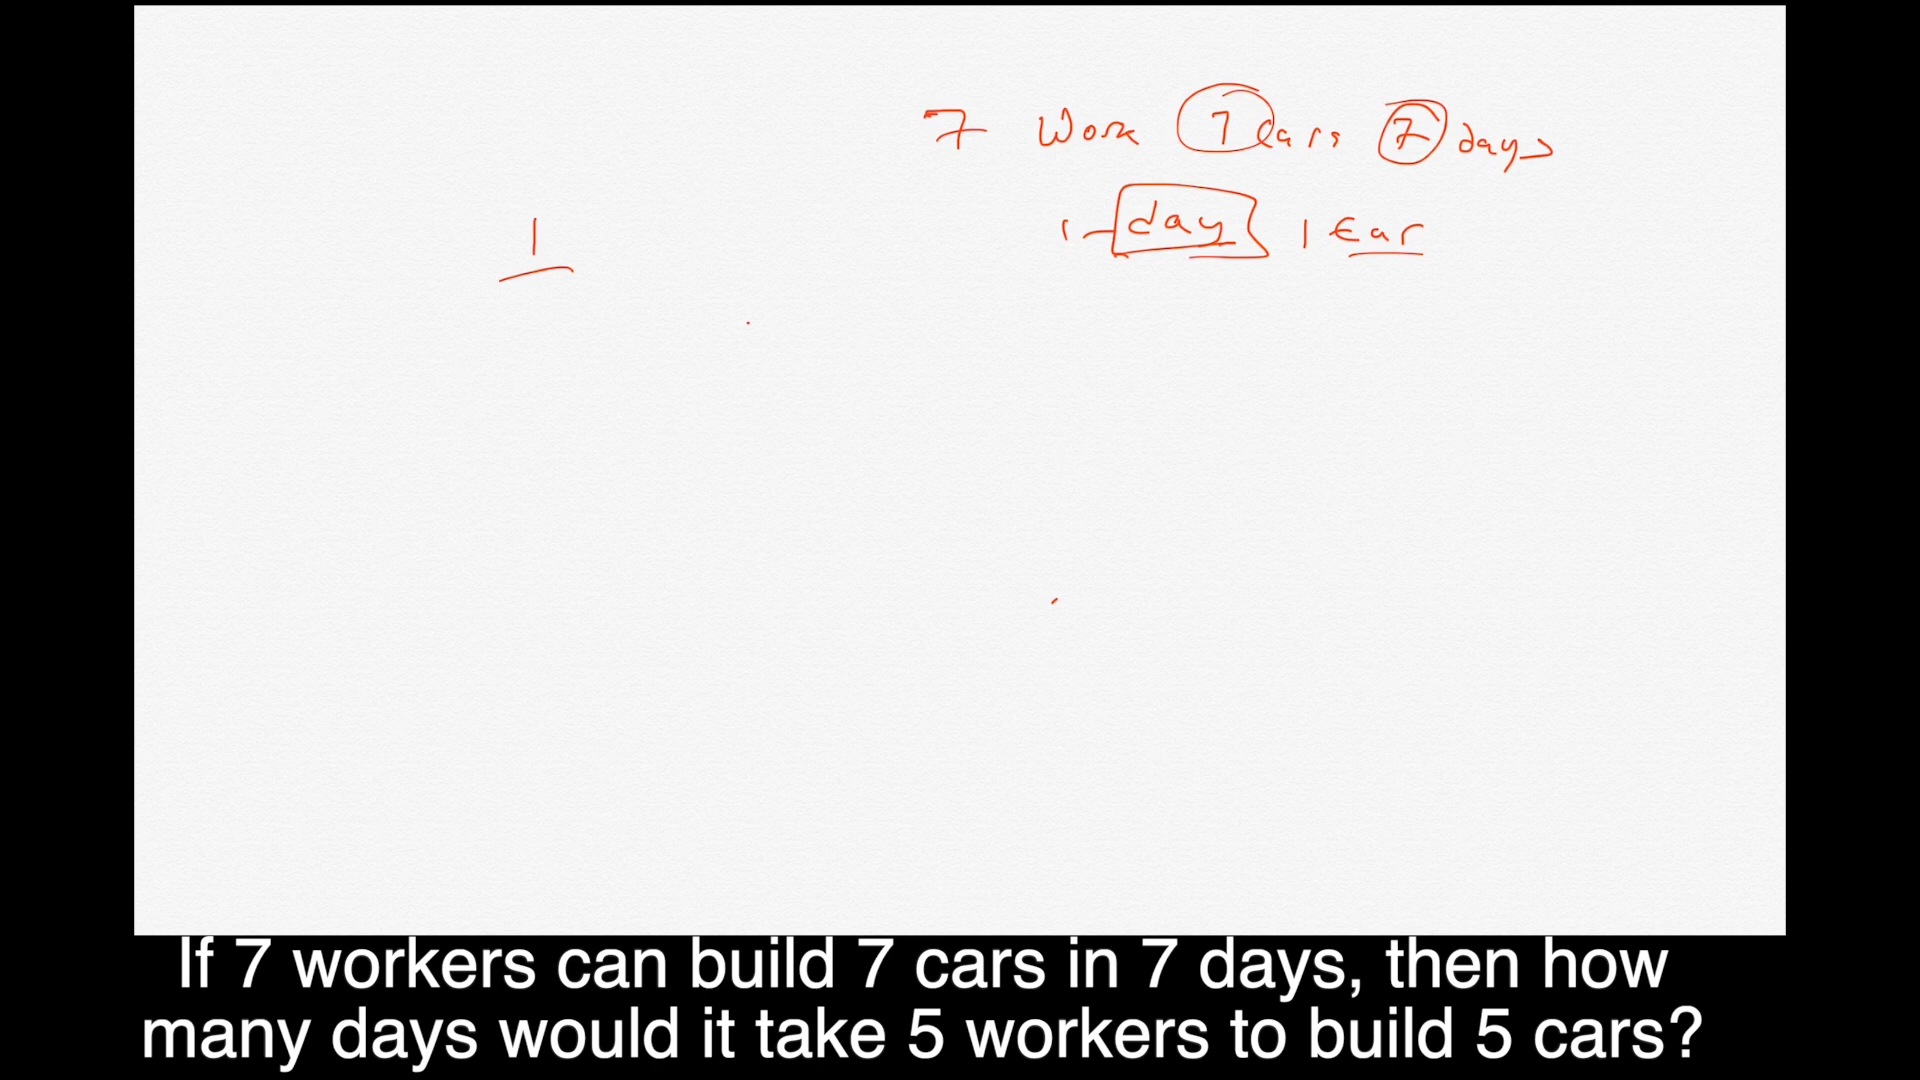 7 Work 7 Cars 7 days
1 day 1 Car
1
If 7 workers can build 7 cars in 7 days, then how
many days would it take 5 workers to build 5 cars?